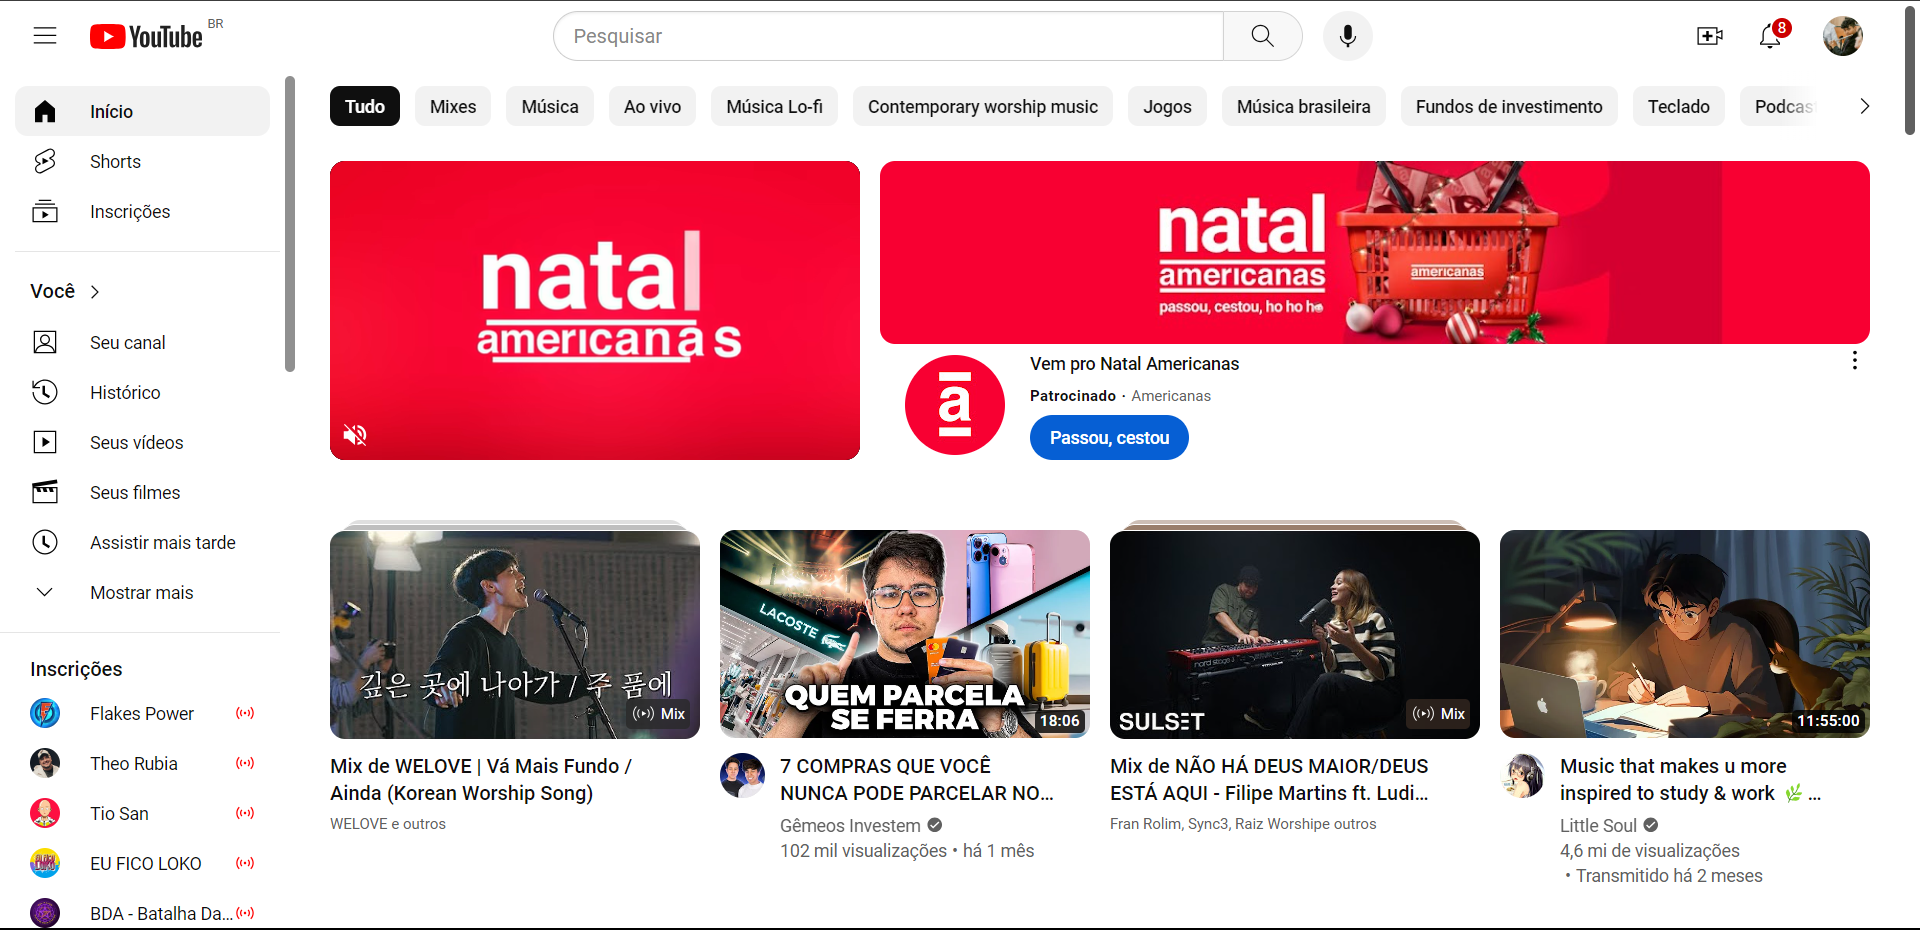 YouTube BR
Pesquisar
8
Início
Shorts
Inscrições
Você
Seu canal
Histórico
Seus vídeos
Seus filmes
Assistir mais tarde
Mostrar mais
Inscrições
Flakes Power
Theo Rubia
Tio San
EU FICO LOKO
BDA - Batalha Da...
Tudo Mixes Música Ao vivo Música Lo-fi Contemporary worship music Jogos Música brasileira Fundos de investimento Teclado Podcas
natal
americanas
natal
americanas
passou, cestou, ho ho ho
americanas
a
Vem pro Natal Americanas
Patrocinado · Americanas
Passou, cestou
깊은 곳에 나아가 / 주 품에
Mix
Mix de WELOVE | Vá Mais Fundo /
Ainda (Korean Worship Song)
WELOVE e outros
LACOSTE
QUEM PARCELA
SE FERRA
18:06
7 COMPRAS QUE VOCÊ
NUNCA PODE PARCELAR NO...
Gêmeos Investem
102 mil visualizações • há 1 mês
nord stage 3
SULSET
Mix
Mix de NÃO HÁ DEUS MAIOR/DEUS
ESTÁ AQUI - Filipe Martins ft. Ludi...
Fran Rolim, Sync3, Raiz Worshipe outros
11:55:00
Music that makes u more
inspired to study & work 🌿 ...
Little Soul
4,6 mi de visualizações
• Transmitido há 2 meses